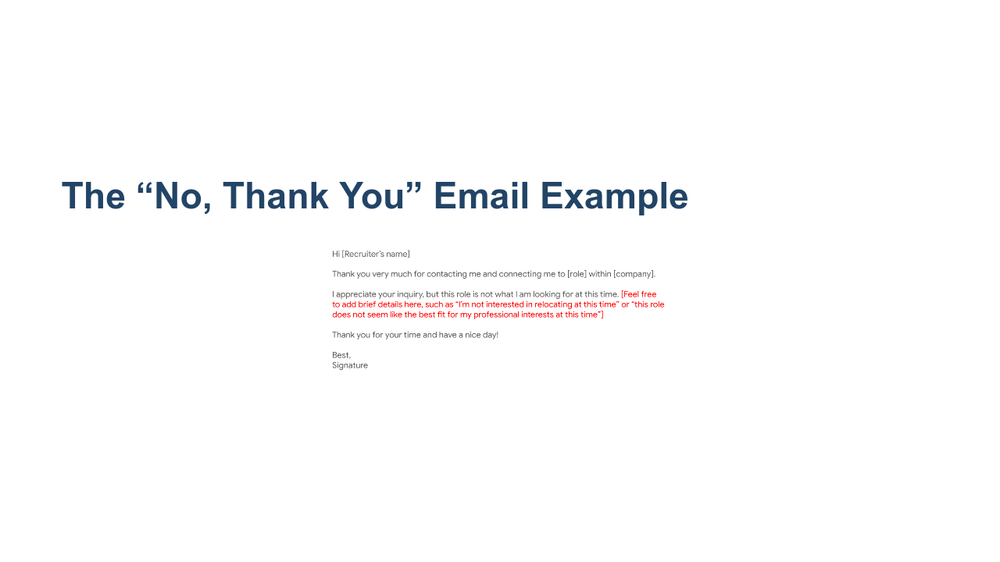 The “No, Thank You” Email Example
Hi [Recruiter’s name]
Thank you very much for contacting me and connecting me to [role] within [company].
I appreciate your inquiry, but this role is not what I am looking for at this time. [Feel free
to add brief details here, such as “I’m not interested in relocating at this time” or “this role
does not seem like the best fit for my professional interests at this time”]
Thank you for your time and have a nice day!
Best,
Signature